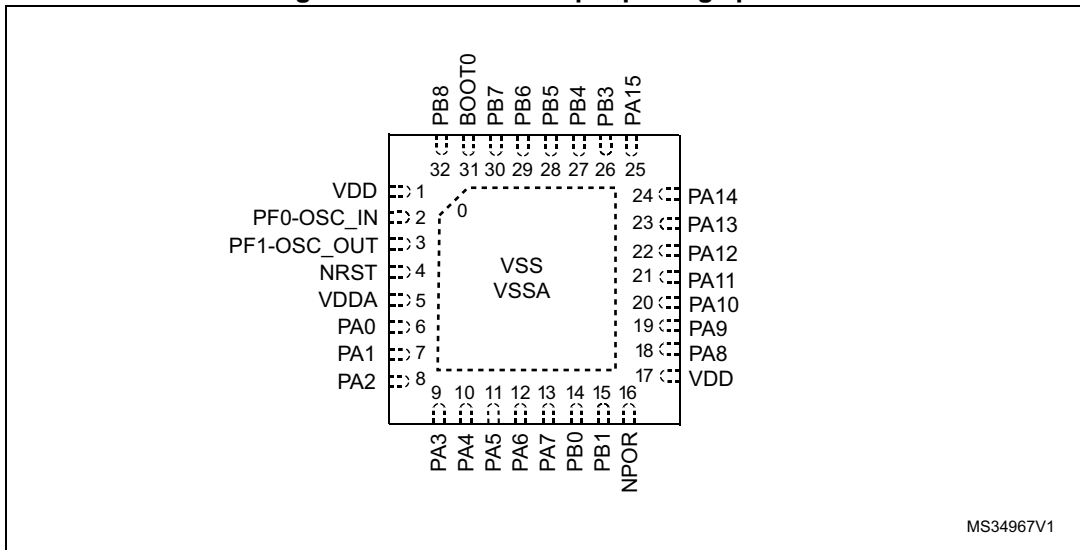 PB8
BOOT0
PB7
PB6
PB5
PB4
PB3
PA15
32 31 30 29 28 27 26 25
VDD 1
PF0-OSC_IN 2
PF1-OSC_OUT 3
NRST 4
VDDA 5
PA0 6
PA1 7
PA2 8
0
VSS
VSSA
24 PA14
23 PA13
22 PA12
21 PA11
20 PA10
19 PA9
18 PA8
17 VDD
9 10 11 12 13 14 15 16
PA3
PA4
PA5
PA6
PA7
PB0
PB1
NPOR
MS34967V1